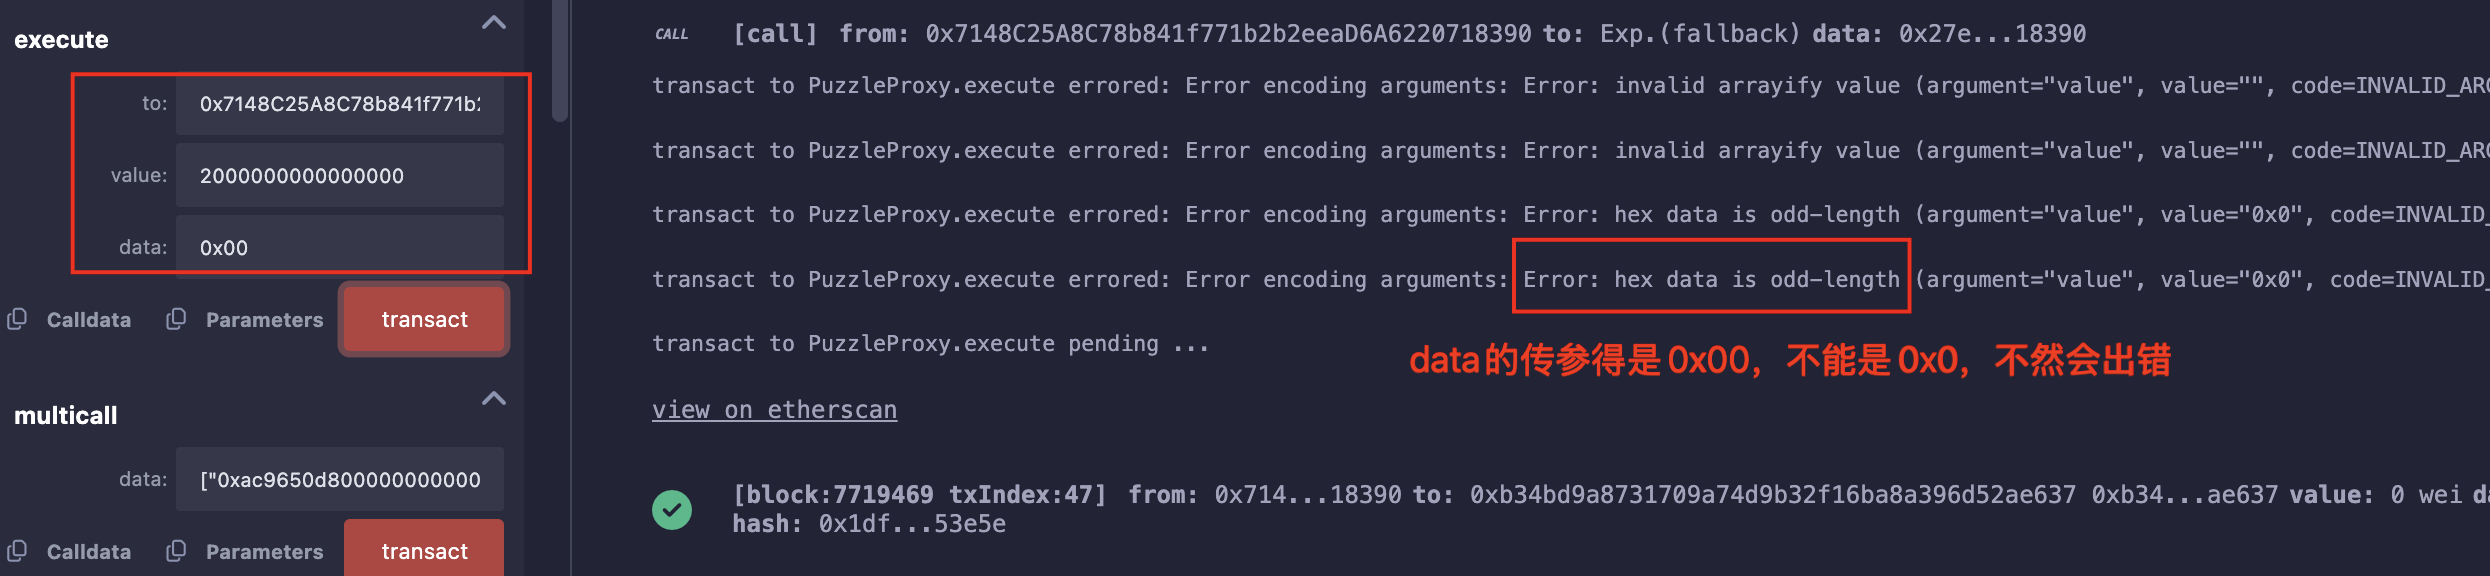 execute
to: 0x7148C25A8C78b841f771b2
value: 2000000000000000
data: 0x00
Calldata Parameters transact
multicall
data: ["0xac9650d800000000000
Calldata Parameters transact
CALL [call] from: 0x7148C25A8C78b841f771b2b2eeaD6A6220718390 to: Exp.(fallback) data: 0x27e...18390
transact to PuzzleProxy.execute errored: Error encoding arguments: Error: invalid arrayify value (argument="value", value="", code=INVALID_ARG
transact to PuzzleProxy.execute errored: Error encoding arguments: Error: invalid arrayify value (argument="value", value="", code=INVALID_ARG
transact to PuzzleProxy.execute errored: Error encoding arguments: Error: hex data is odd-length (argument="value", value="0x0", code=INVALID_
transact to PuzzleProxy.execute errored: Error encoding arguments: Error: hex data is odd-length (argument="value", value="0x0", code=INVALID_
transact to PuzzleProxy.execute pending ...
data的传参得是0x00，不能是0x0，不然会出错
view on etherscan
[block:7719469 txIndex:47] from: 0x714...18390 to: 0xb34bd9a8731709a74d9b32f16ba8a396d52ae637 0xb34...ae637 value: 0 wei da
hash: 0x1df...53e5e